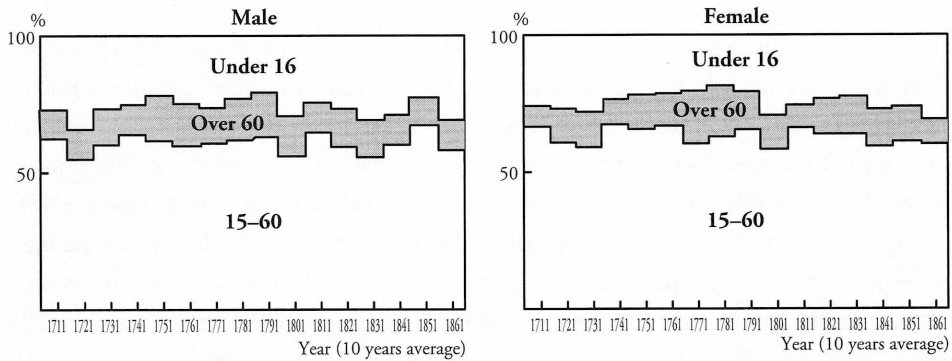 Male
%
100
Under 16
Over 60
50
15–60
1711 1721 1731 1741 1751 1761 1771 1781 1791 1801 1811 1821 1831 1841 1851 1861
Year (10 years average)
Female
%
100
Under 16
Over 60
50
15–60
1711 1721 1731 1741 1751 1761 1771 1781 1791 1801 1811 1821 1831 1841 1851 1861
Year (10 years average)